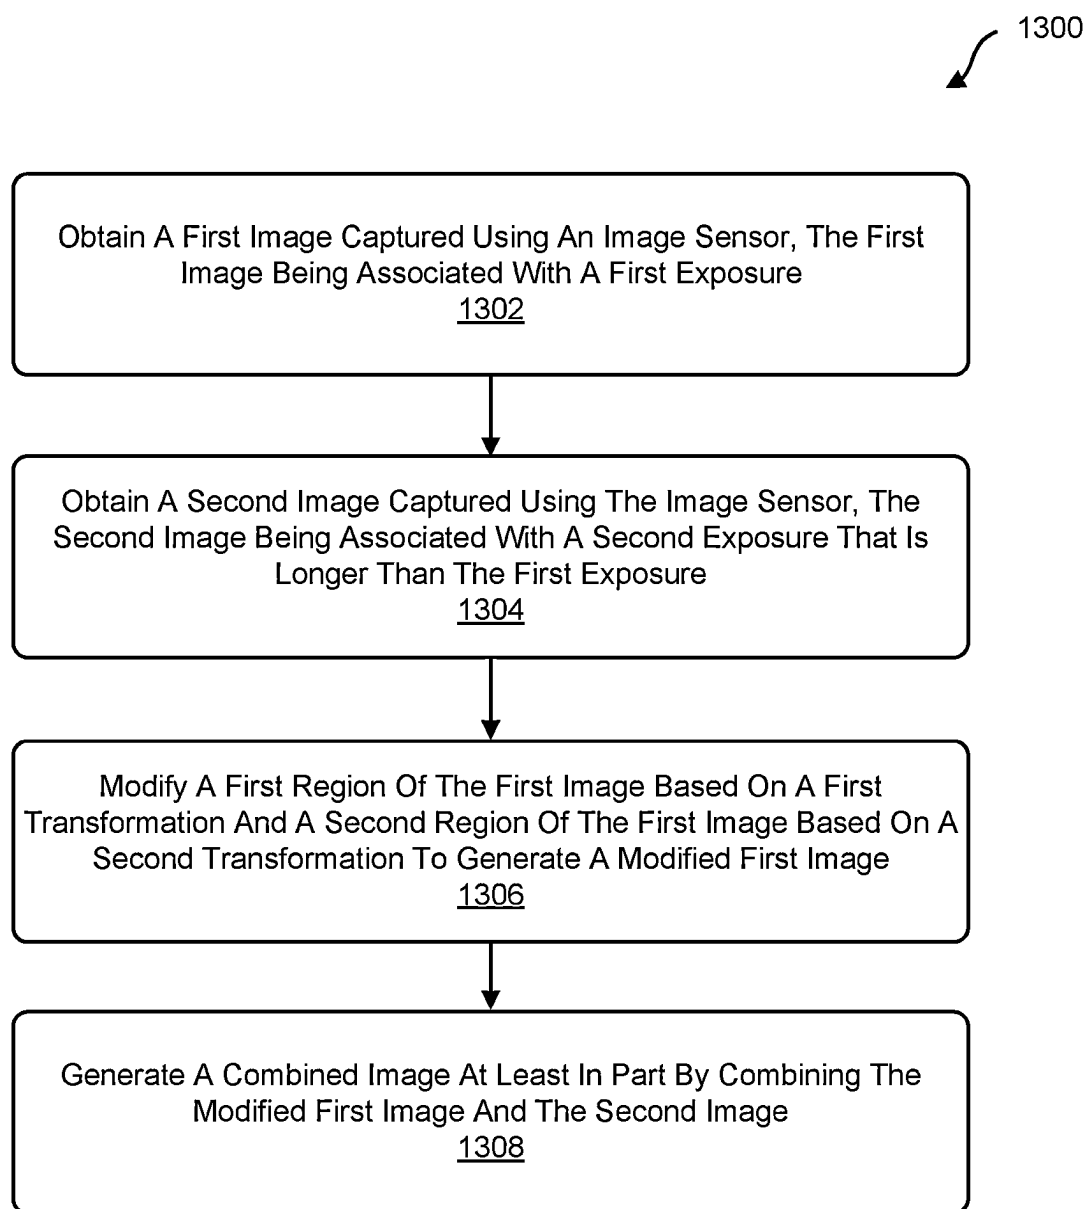 1300
Obtain A First Image Captured Using An Image Sensor, The First
Image Being Associated With A First Exposure
1302
Obtain A Second Image Captured Using The Image Sensor, The
Second Image Being Associated With A Second Exposure That Is
Longer Than The First Exposure
1304
Modify A First Region Of The First Image Based On A First
Transformation And A Second Region Of The First Image Based On A
Second Transformation To Generate A Modified First Image
1306
Generate A Combined Image At Least In Part By Combining The
Modified First Image And The Second Image
1308